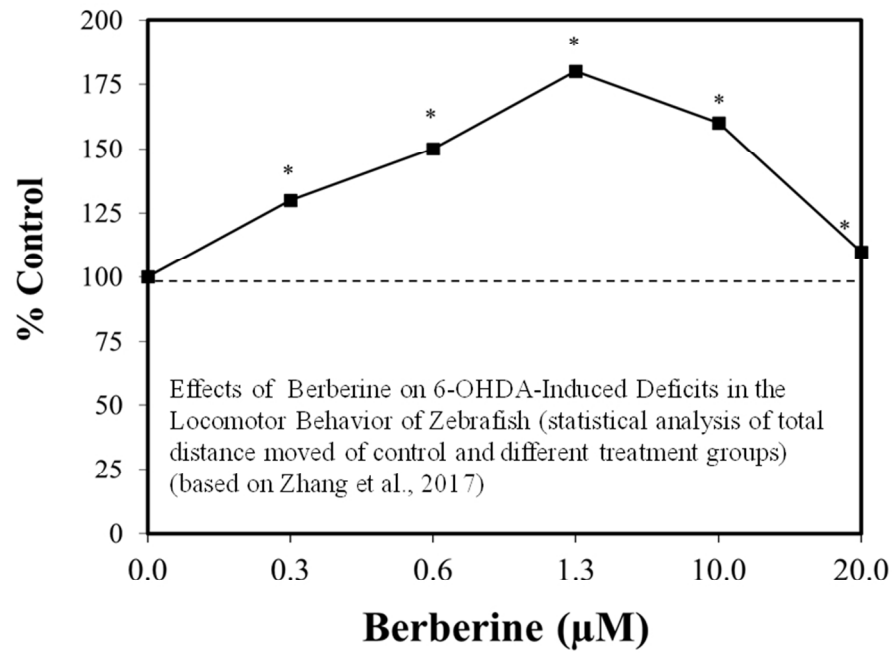 200
*
175
*
*
150
*
125
*
100
75
50
25
0
% Control
Effects of Berberine on 6-OHDA-Induced Deficits in the
Locomotor Behavior of Zebrafish (statistical analysis of total
distance moved of control and different treatment groups)
(based on Zhang et al., 2017)
0.0 0.3 0.6 1.3 10.0 20.0
Berberine (μM)